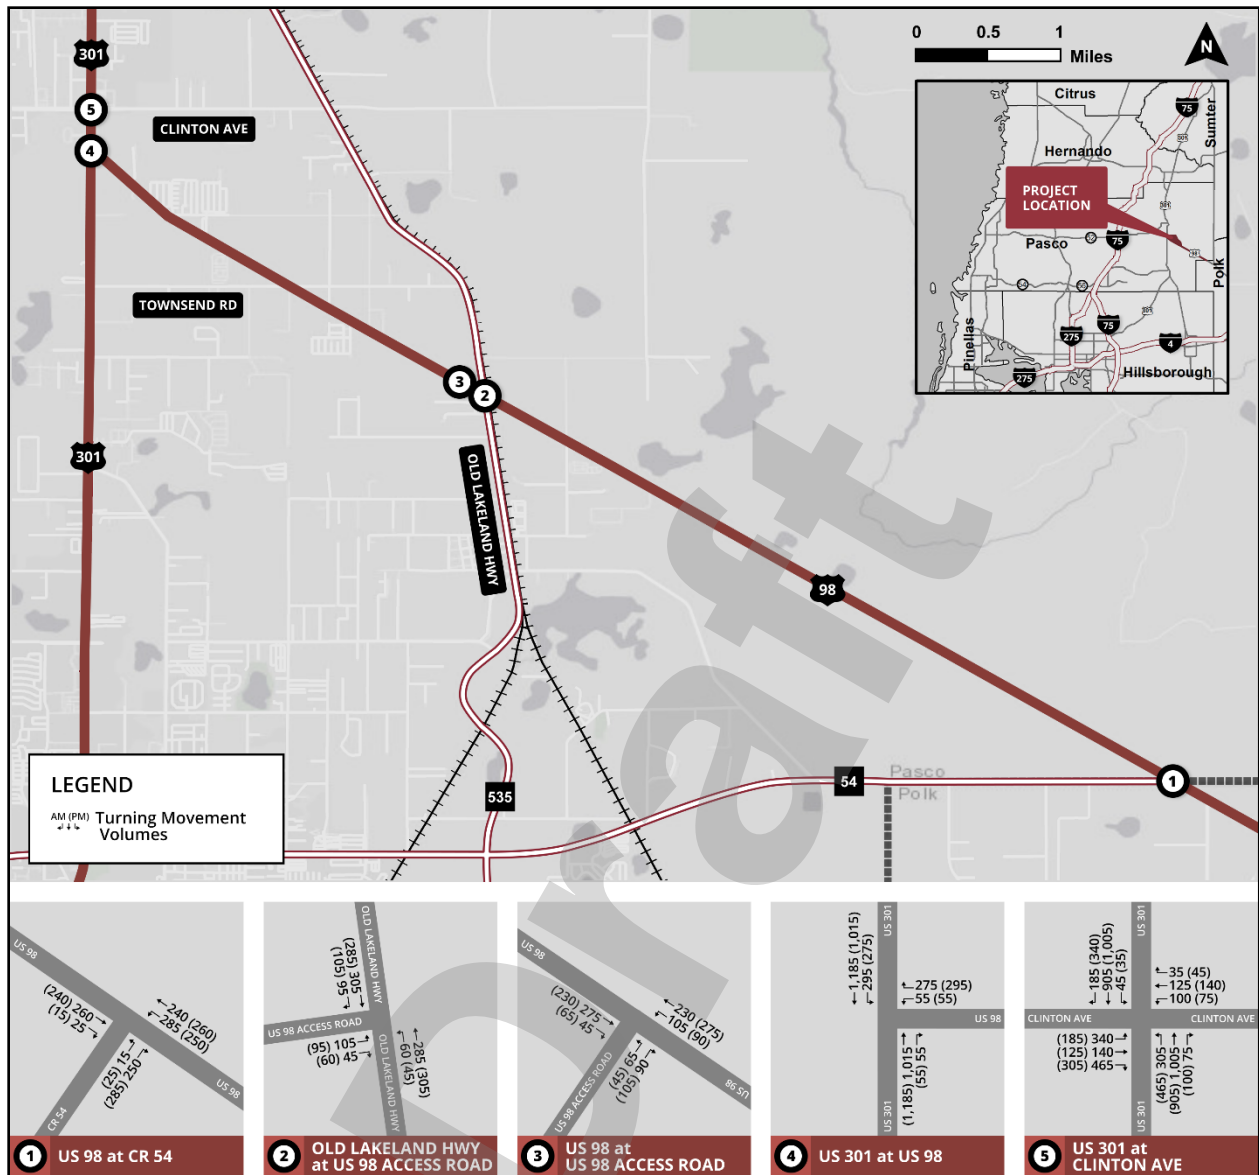 0 0.5 1
Miles
N
301
5
4
CLINTON AVE
TOWNSEND RD
301
3
2
OLD LAKELAND HWY
98
1
54
535
Pasco
Polk
Citrus
Sumter
75
301
Hernando
PROJECT
LOCATION
301
Pasco
52
75
98
Polk
54
56
301
Pinellas
275
75
4
275
Hillsborough
LEGEND
AM (PM)
Turning Movement
Volumes
Draft
US 98
(240) 260
(15) 25
240 (260)
285 (250)
(25) 15
(285) 250
CR 54
US 98
1 US 98 at CR 54
OLD LAKELAND HWY
(285) 305
(105) 95
US 98 ACCESS ROAD
(95) 105
(60) 45
285 (305)
60 (45)
OLD LAKELAND HWY
2 OLD LAKELAND HWY
at US 98 ACCESS ROAD
US 98
(230) 275
(65) 45
230 (275)
105 (90)
(45) 65
(105) 90
US 98 ACCESS ROAD
US 98
3 US 98 at
US 98 ACCESS ROAD
US 301
1,185 (1,015)
295 (275)
275 (295)
55 (55)
US 98
(1,185) 1,015
(55) 55
US 301
4 US 301 at US 98
US 301
185 (340)
905 (1,005)
45 (35)
35 (45)
125 (140)
100 (75)
CLINTON AVE
CLINTON AVE
(185) 340
(125) 140
(305) 465
(465) 305
(905) 1,005
(100) 75
US 301
5 US 301 at
CLINTON AVE